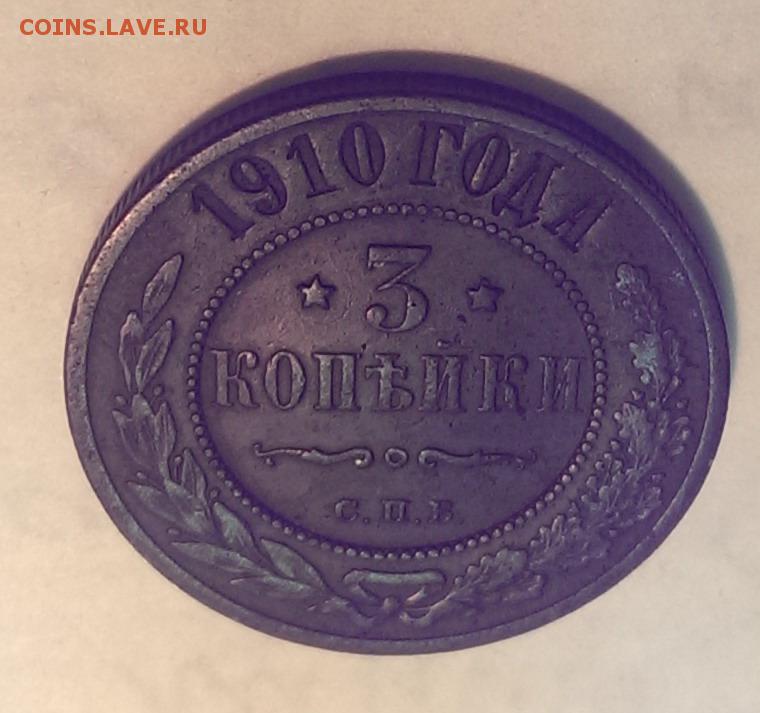 COINS.LAVE.RU
1910 ГОДА
3
КОПѢЙКИ
С.П.Б.